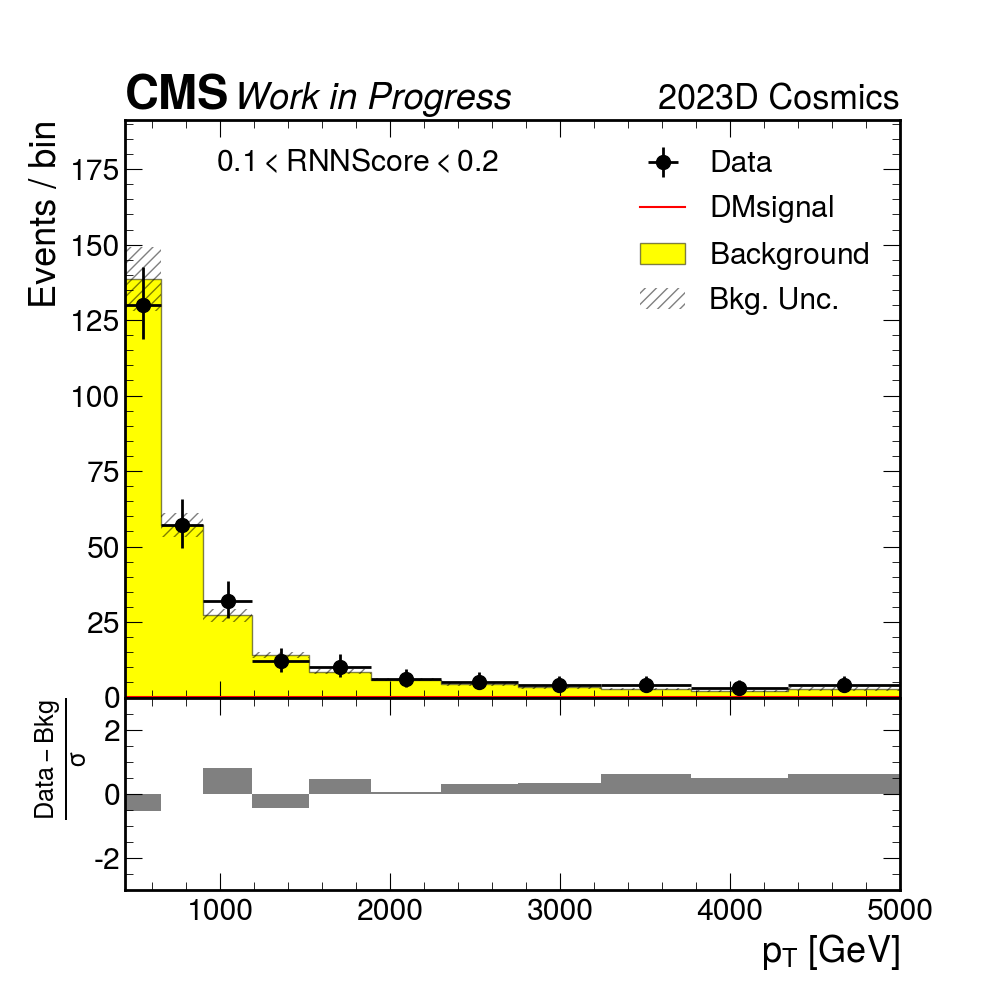 CMS Work in Progress 2023D Cosmics
Events / bin
0.1 < RNNScore < 0.2
Data
DMsignal
Background
Bkg. Unc.
175
150
125
100
75
50
25
0
Data – Bkg
σ
2
0
-2
1000 2000 3000 4000 5000
pT [GeV]